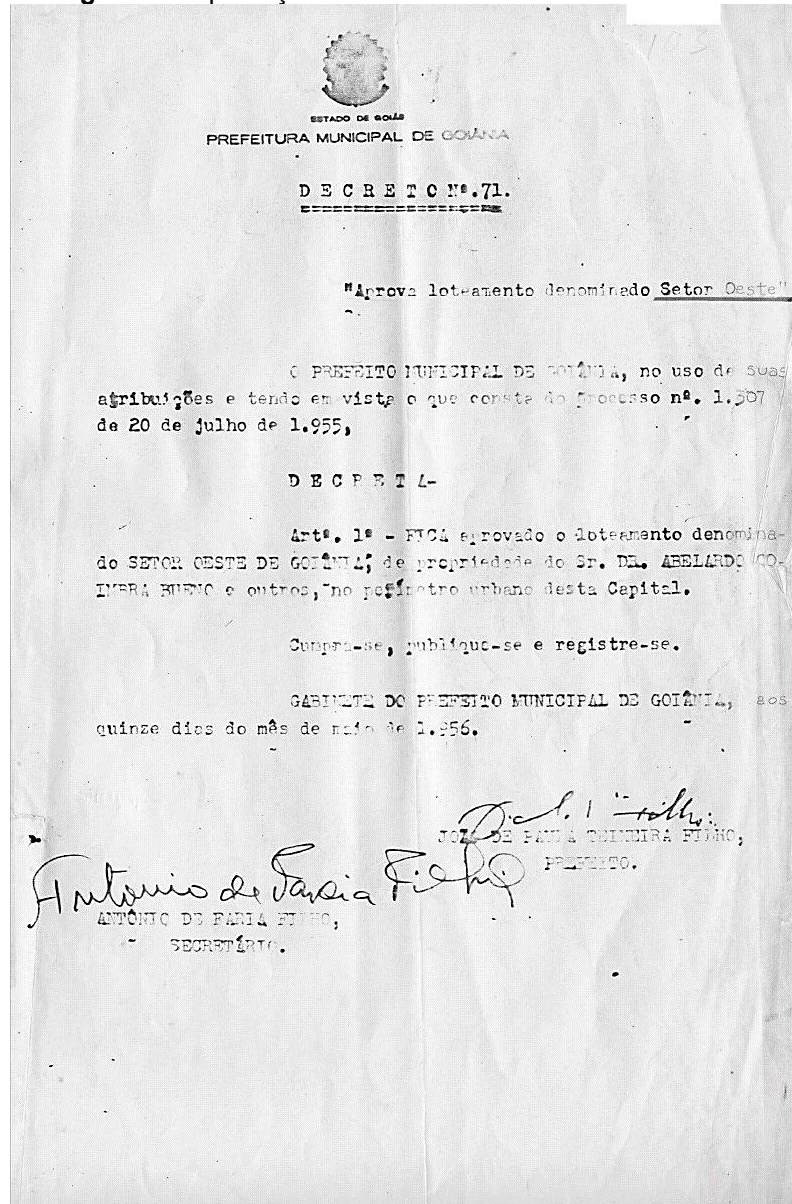 103
ESTADO DE GOIÁS
PREFEITURA MUNICIPAL DE GOIÂNIA
D E C R E T O Nº.71.
"Aprova loteamento denominado Setor Oeste"
O PREFEITO MUNICIPAL DE GOIÂNIA, no uso de suas
atribuições e tendo em vista o que consta do processo nº. 1.307
de 20 de julho de 1.955,
D E C R E T A-
Artº. 1º - FICA aprovado o loteamento denomina-
do SETOR OESTE DE GOIÂNIA, de propriedade do Sr. DR. ABELARDO CO-
IMBRA BUENO e outros, no perímetro urbano desta Capital.
Cumpra-se, publique-se e registre-se.
GABINETE DO PREFEITO MUNICIPAL DE GOIÂNIA, aos
quinze dias do mês de maio de 1.956.
JOÃO DE PAULA TEIXEIRA FILHO,
PREFEITO.
Antônio de Faria Filho
ANTÔNIO DE FARIA FILHO,
SECRETÁRIO.